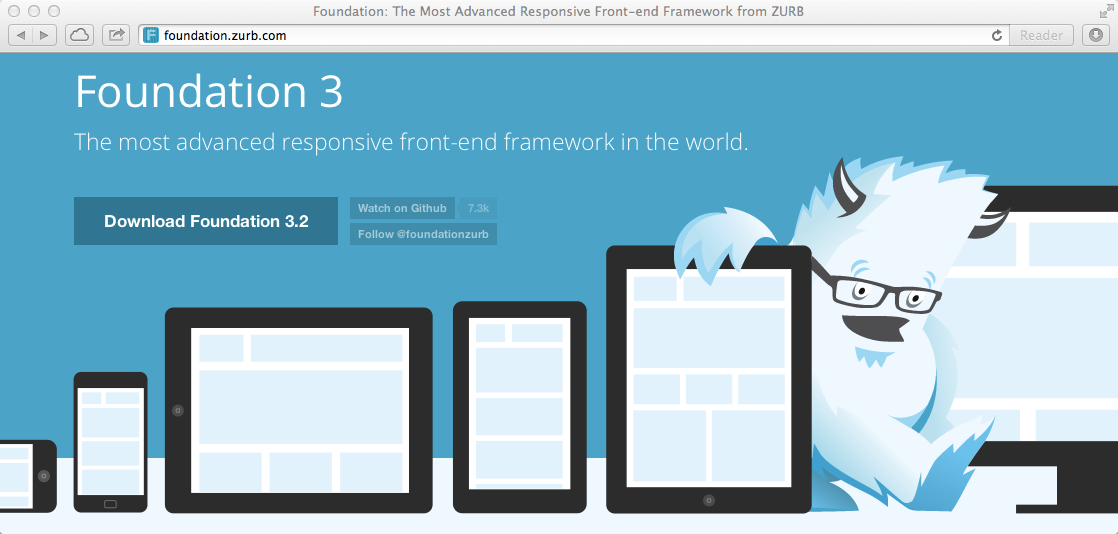 Foundation: The Most Advanced Responsive Front-end Framework from ZURB
F foundation.zurb.com
Reader
Foundation 3
The most advanced responsive front-end framework in the world.
Download Foundation 3.2
Watch on Github 7.3k
Follow @foundationzurb